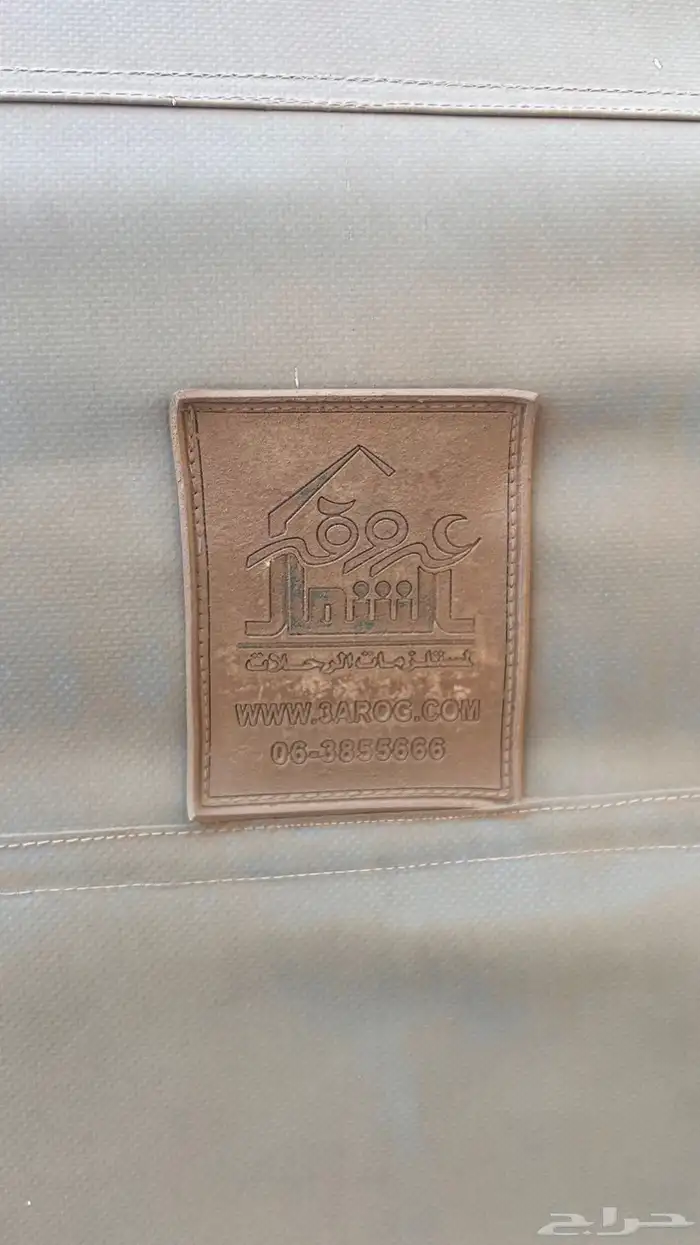 عروق
الشمال
لمستلزمات الرحلات
WWW.3AROG.COM
06-3855666
حراج